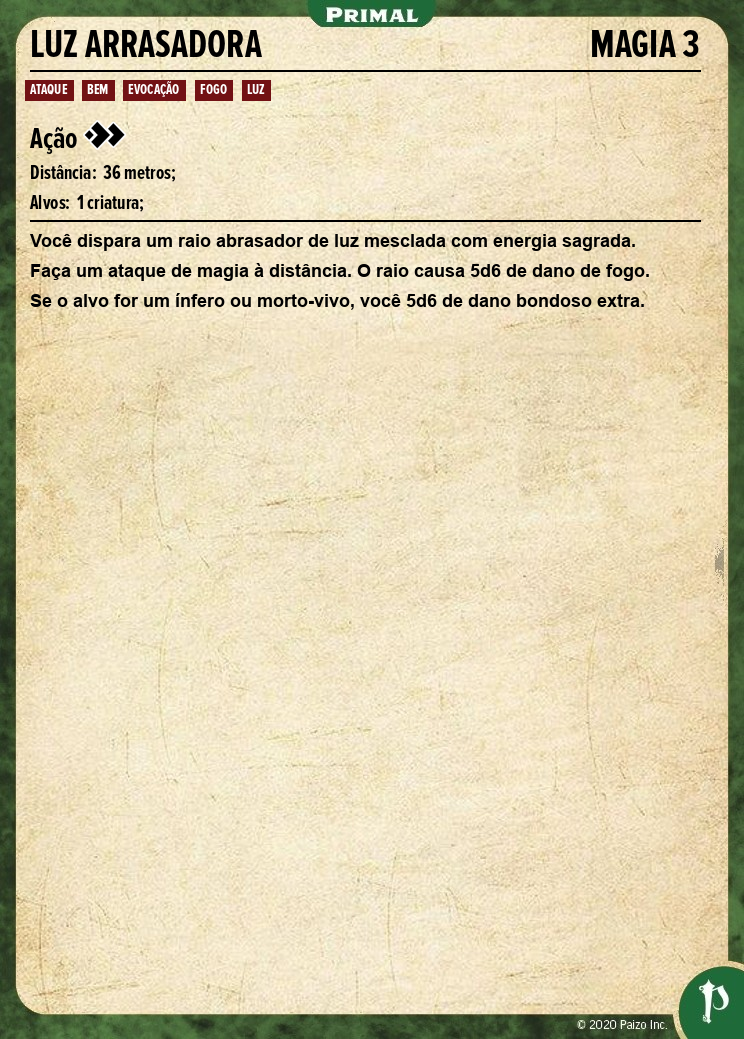 PRIMAL
LUZ ARRASADORA MAGIA 3
ATAQUE BEM EVOCAÇÃO FOGO LUZ
Ação
Distância: 36 metros;
Alvos: 1 criatura;
Você dispara um raio abrasador de luz mesclada com energia sagrada.
Faça um ataque de magia à distância. O raio causa 5d6 de dano de fogo.
Se o alvo for um ínfero ou morto-vivo, você 5d6 de dano bondoso extra.
© 2020 Paizo Inc.